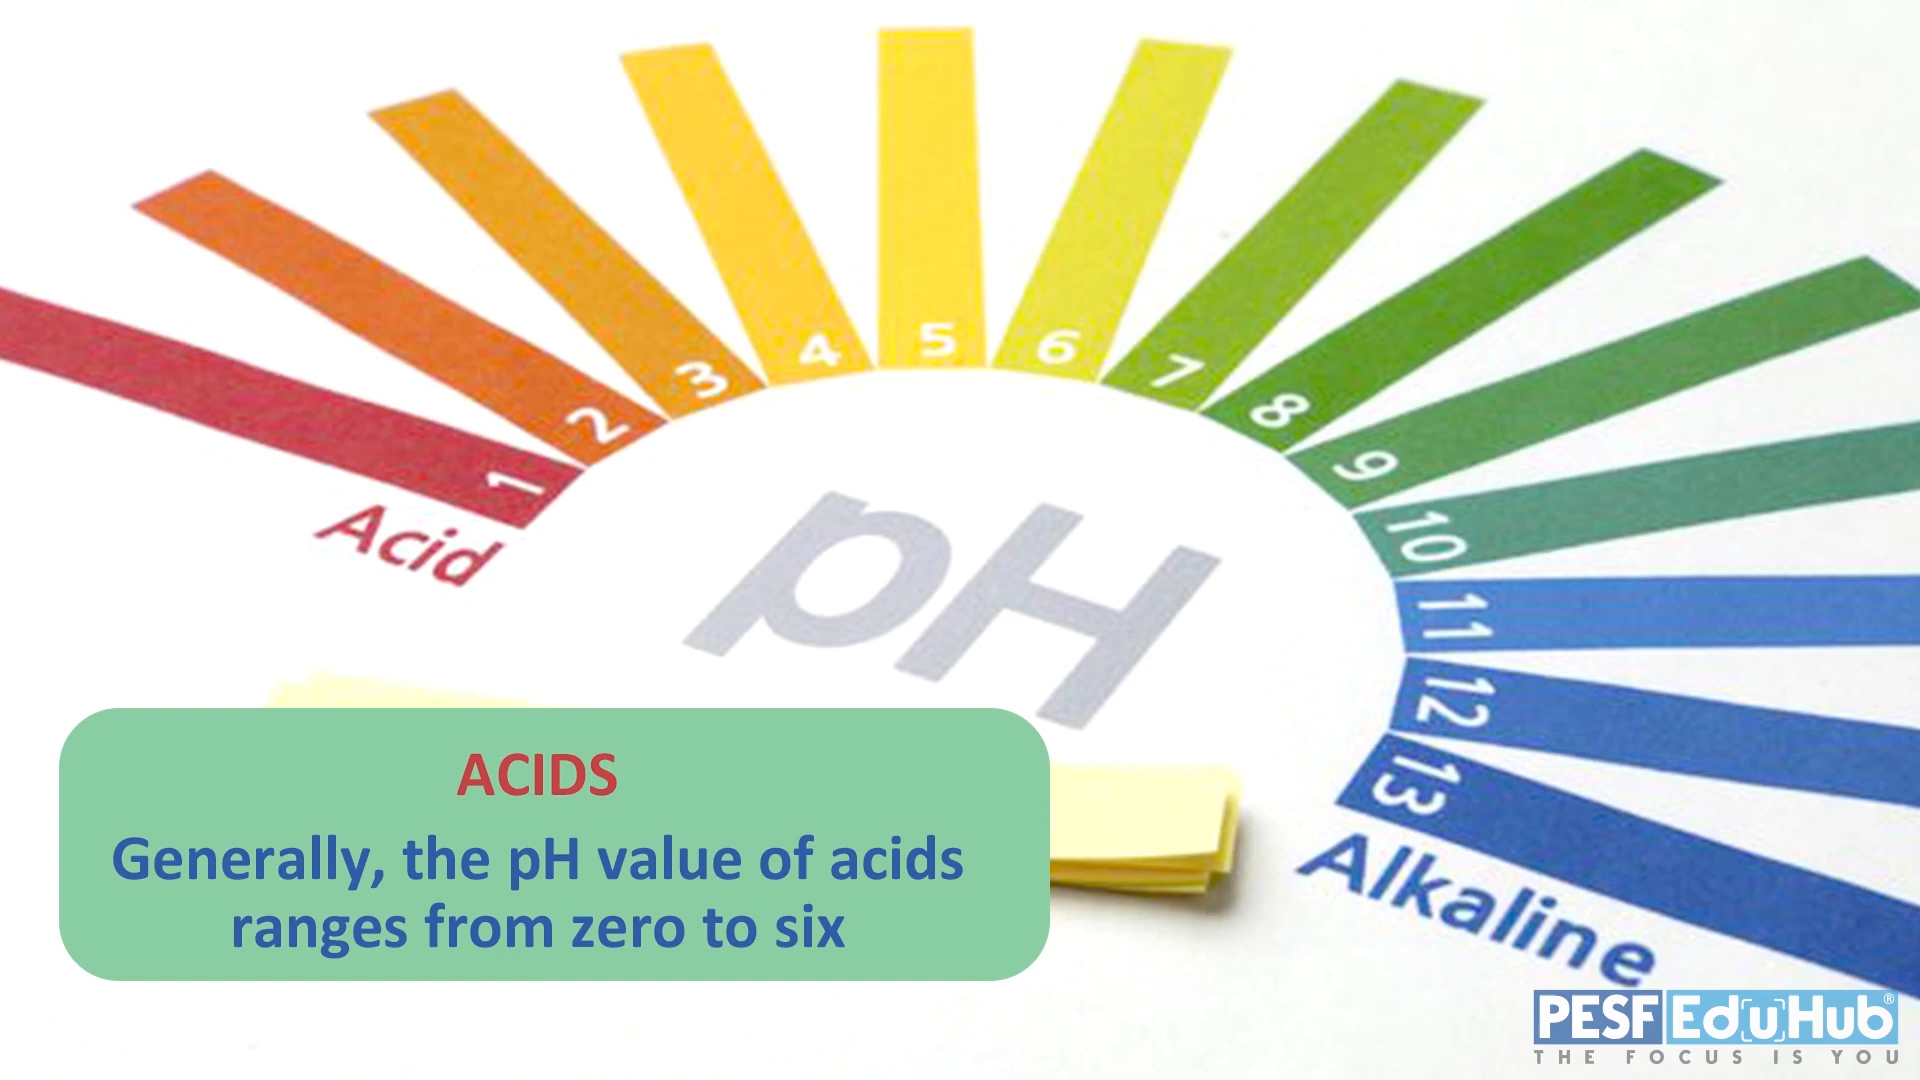 1
2
3
4
5
6
7
8
9
10
11
12
13
Acid
pH
Alkaline
ACIDS
Generally, the pH value of acids
ranges from zero to six
PESF EduHub®
THE FOCUS IS YOU